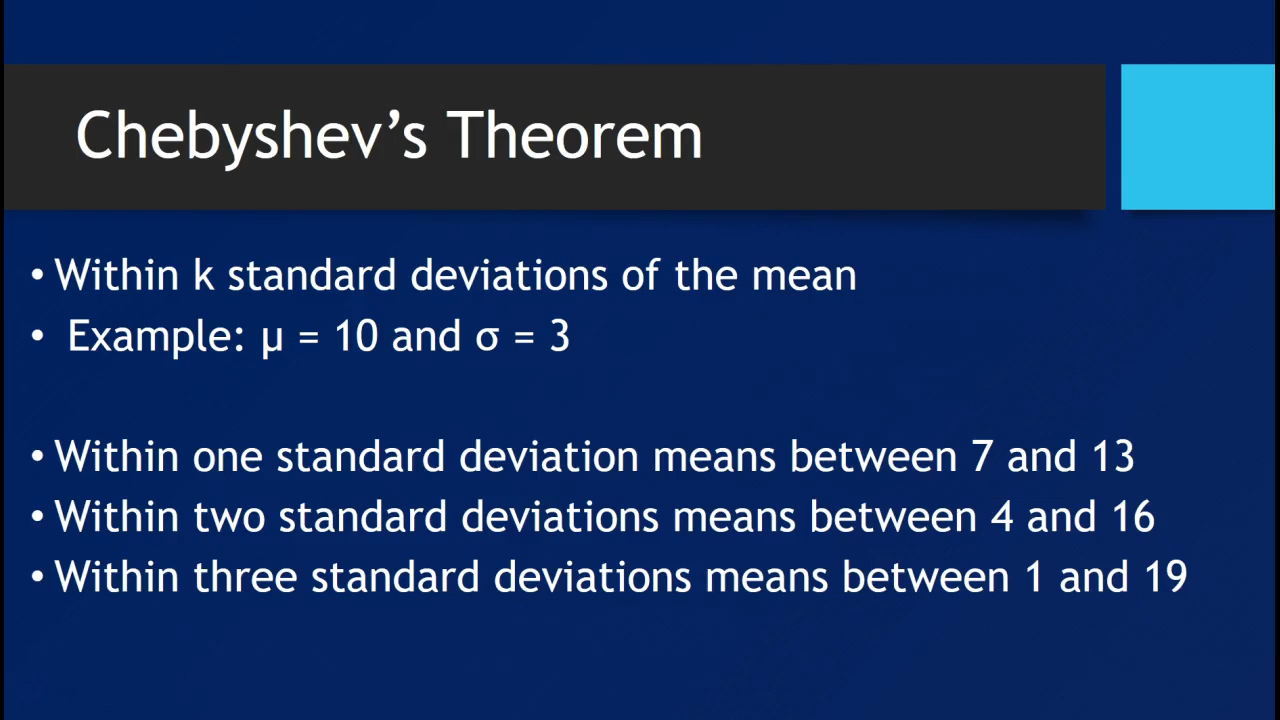 Chebyshev’s Theorem
• Within k standard deviations of the mean
• Example: μ = 10 and σ = 3
• Within one standard deviation means between 7 and 13
• Within two standard deviations means between 4 and 16
• Within three standard deviations means between 1 and 19